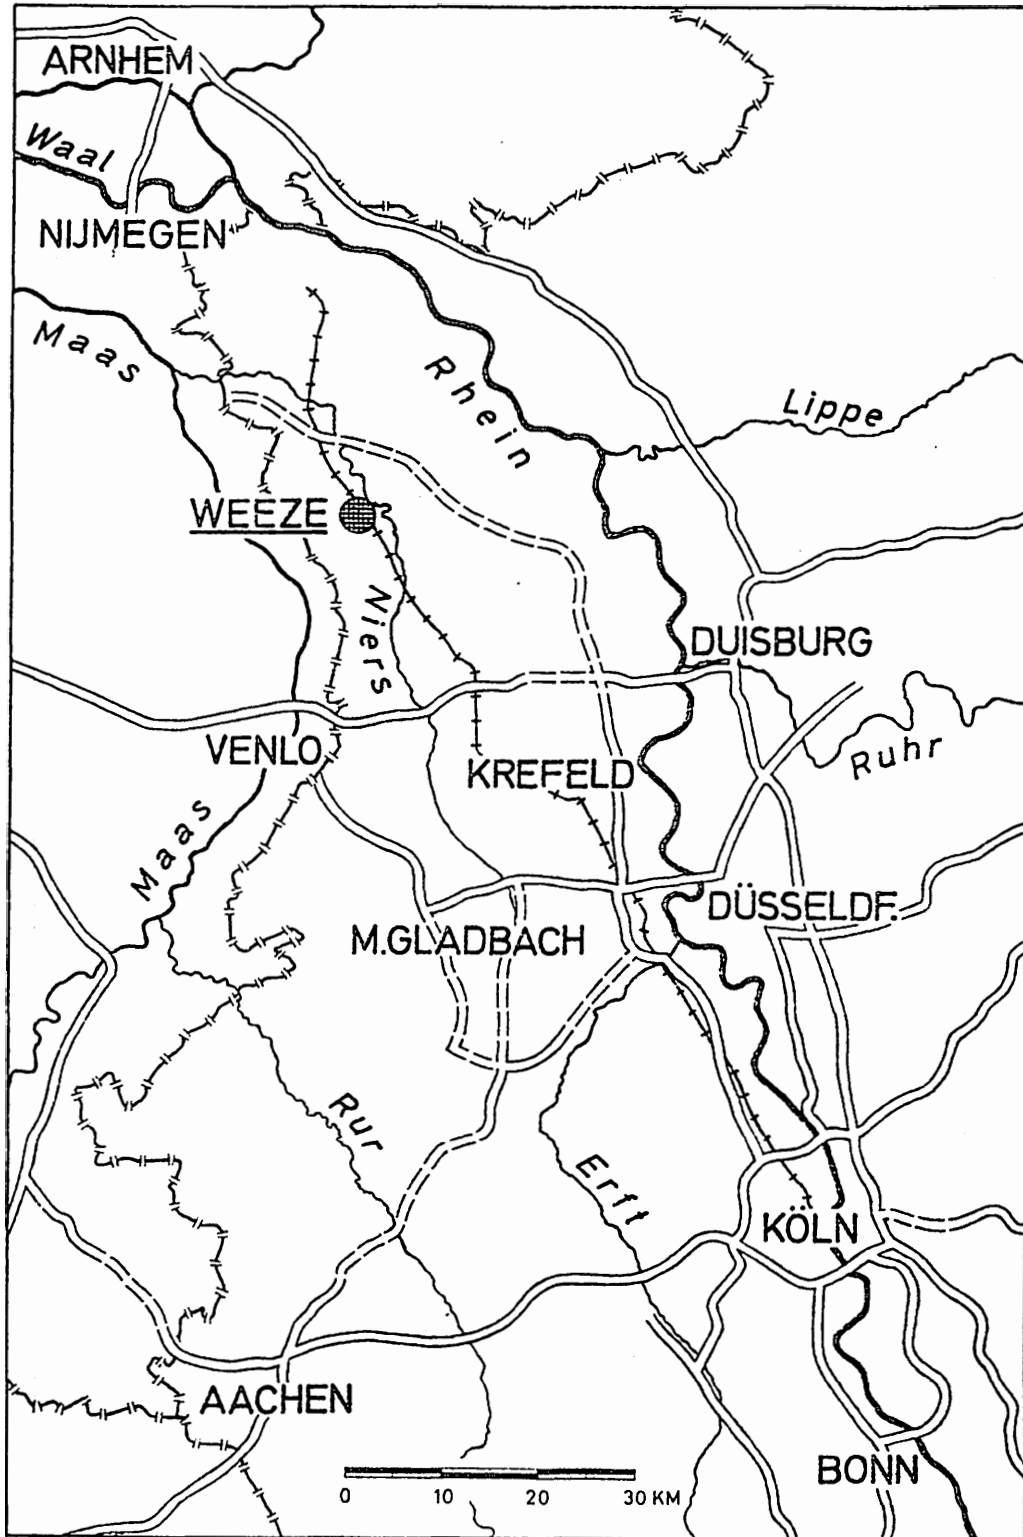 ARNHEM
Waal
NIJMEGEN
Maas
Rhein
Lippe
WEEZE
Niers
DUISBURG
VENLO
KREFELD
Ruhr
Maas
DÜSSELDF.
M.GLADBACH
Rur
Erft
KÖLN
AACHEN
BONN
0 10 20 30 KM